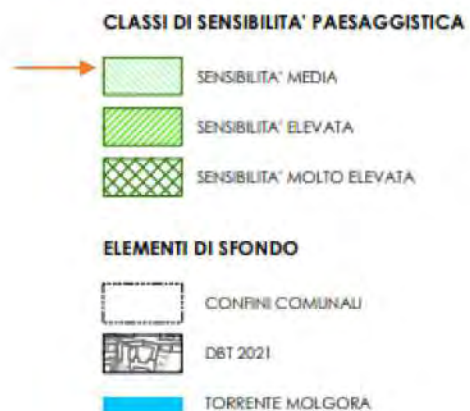 CLASSI DI SENSIBILITA' PAESAGGISTICA
SENSIBILITA' MEDIA
SENSIBILITA' ELEVATA
SENSIBILITA' MOLTO ELEVATA
ELEMENTI DI SFONDO
CONFINI COMUNALI
DBT 2021
TORRENTE MOLGORA